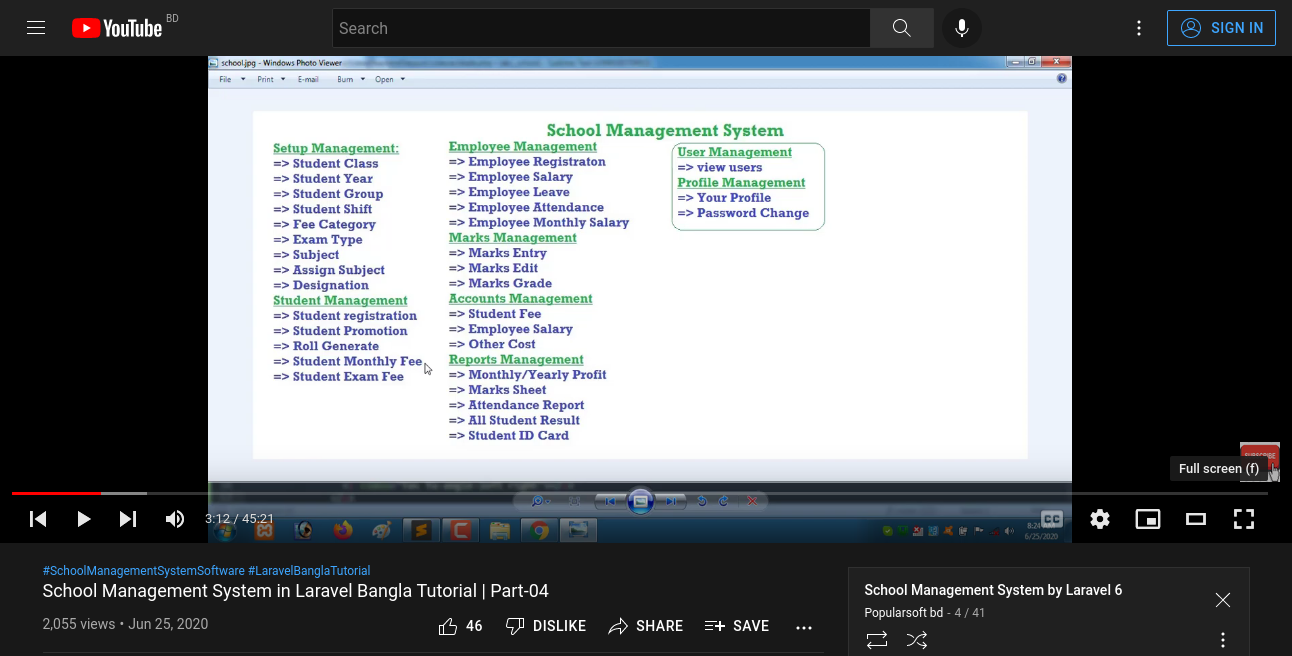 YouTube BD
Search
SIGN IN
school.jpg - Windows Photo Viewer
File Print E-mail Burn Open
School Management System
Setup Management:
=> Student Class
=> Student Year
=> Student Group
=> Student Shift
=> Fee Category
=> Exam Type
=> Subject
=> Assign Subject
=> Designation
Student Management
=> Student registration
=> Student Promotion
=> Roll Generate
=> Student Monthly Fee
=> Student Exam Fee
Employee Management
=> Employee Registraton
=> Employee Salary
=> Employee Leave
=> Employee Attendance
=> Employee Monthly Salary
Marks Management
=> Marks Entry
=> Marks Edit
=> Marks Grade
Accounts Management
=> Student Fee
=> Employee Salary
=> Other Cost
Reports Management
=> Monthly/Yearly Profit
=> Marks Sheet
=> Attendance Report
=> All Student Result
=> Student ID Card
User Management
=> view users
Profile Management
=> Your Profile
=> Password Change
SUBSCRIBE
Full screen (f)
3:12 / 45:21
CC
6/25/2020
#SchoolManagementSystemSoftware #LaravelBanglaTutorial
School Management System in Laravel Bangla Tutorial | Part-04
2,055 views • Jun 25, 2020
46 DISLIKE SHARE SAVE
School Management System by Laravel 6
Popularsoft bd - 4 / 41